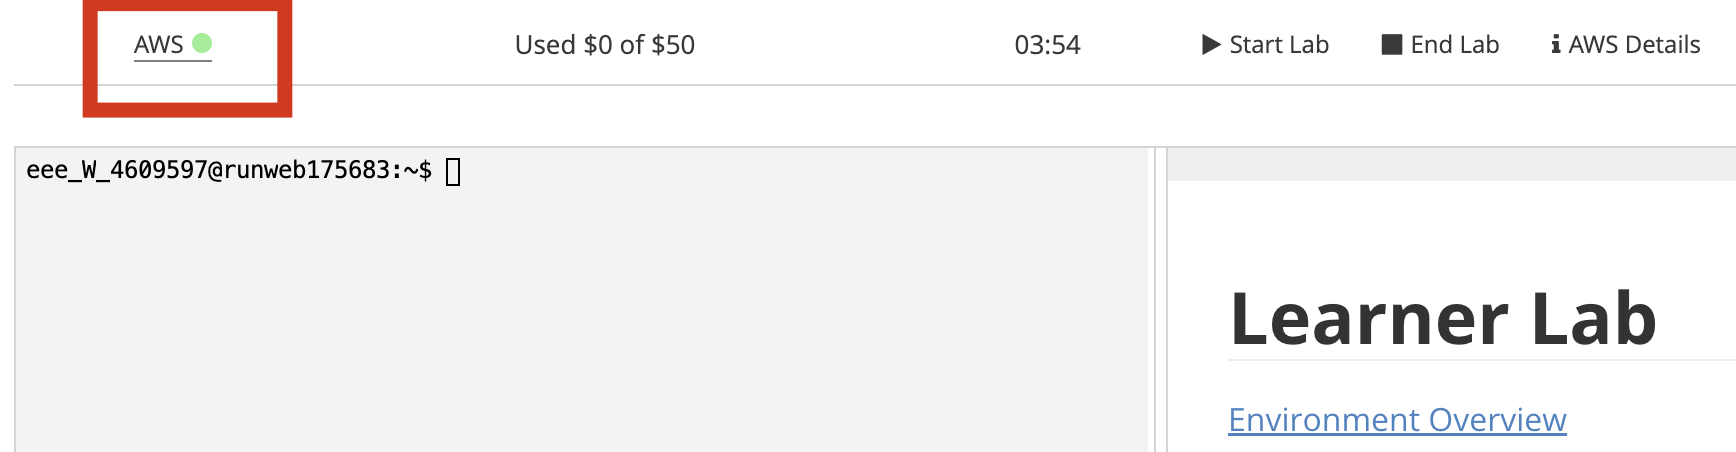 AWS Used $0 of $50 03:54 Start Lab End Lab AWS Details
eee_W_4609597@runweb175683:~$
Learner Lab
Environment Overview